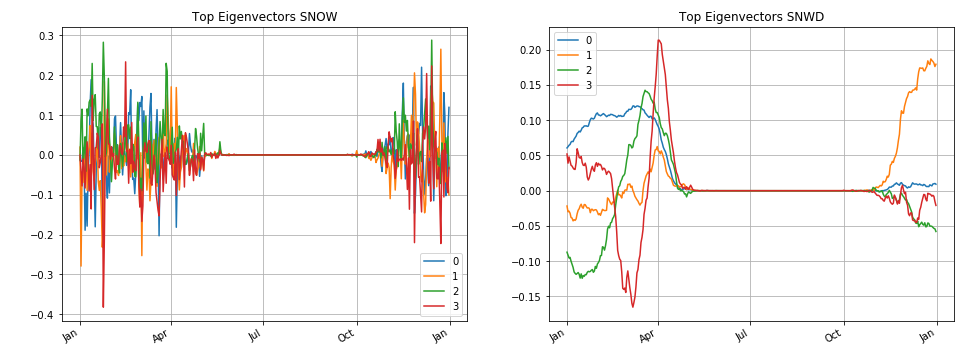 Top Eigenvectors SNOW
0.3
0.2
0.1
0.0
−0.1
−0.2
−0.3
−0.4
Jan
Apr
Jul
Oct
Jan
0
1
2
3
Top Eigenvectors SNWD
0.20
0.15
0.10
0.05
0.00
−0.05
−0.10
−0.15
Jan
Apr
Jul
Oct
Jan
0
1
2
3